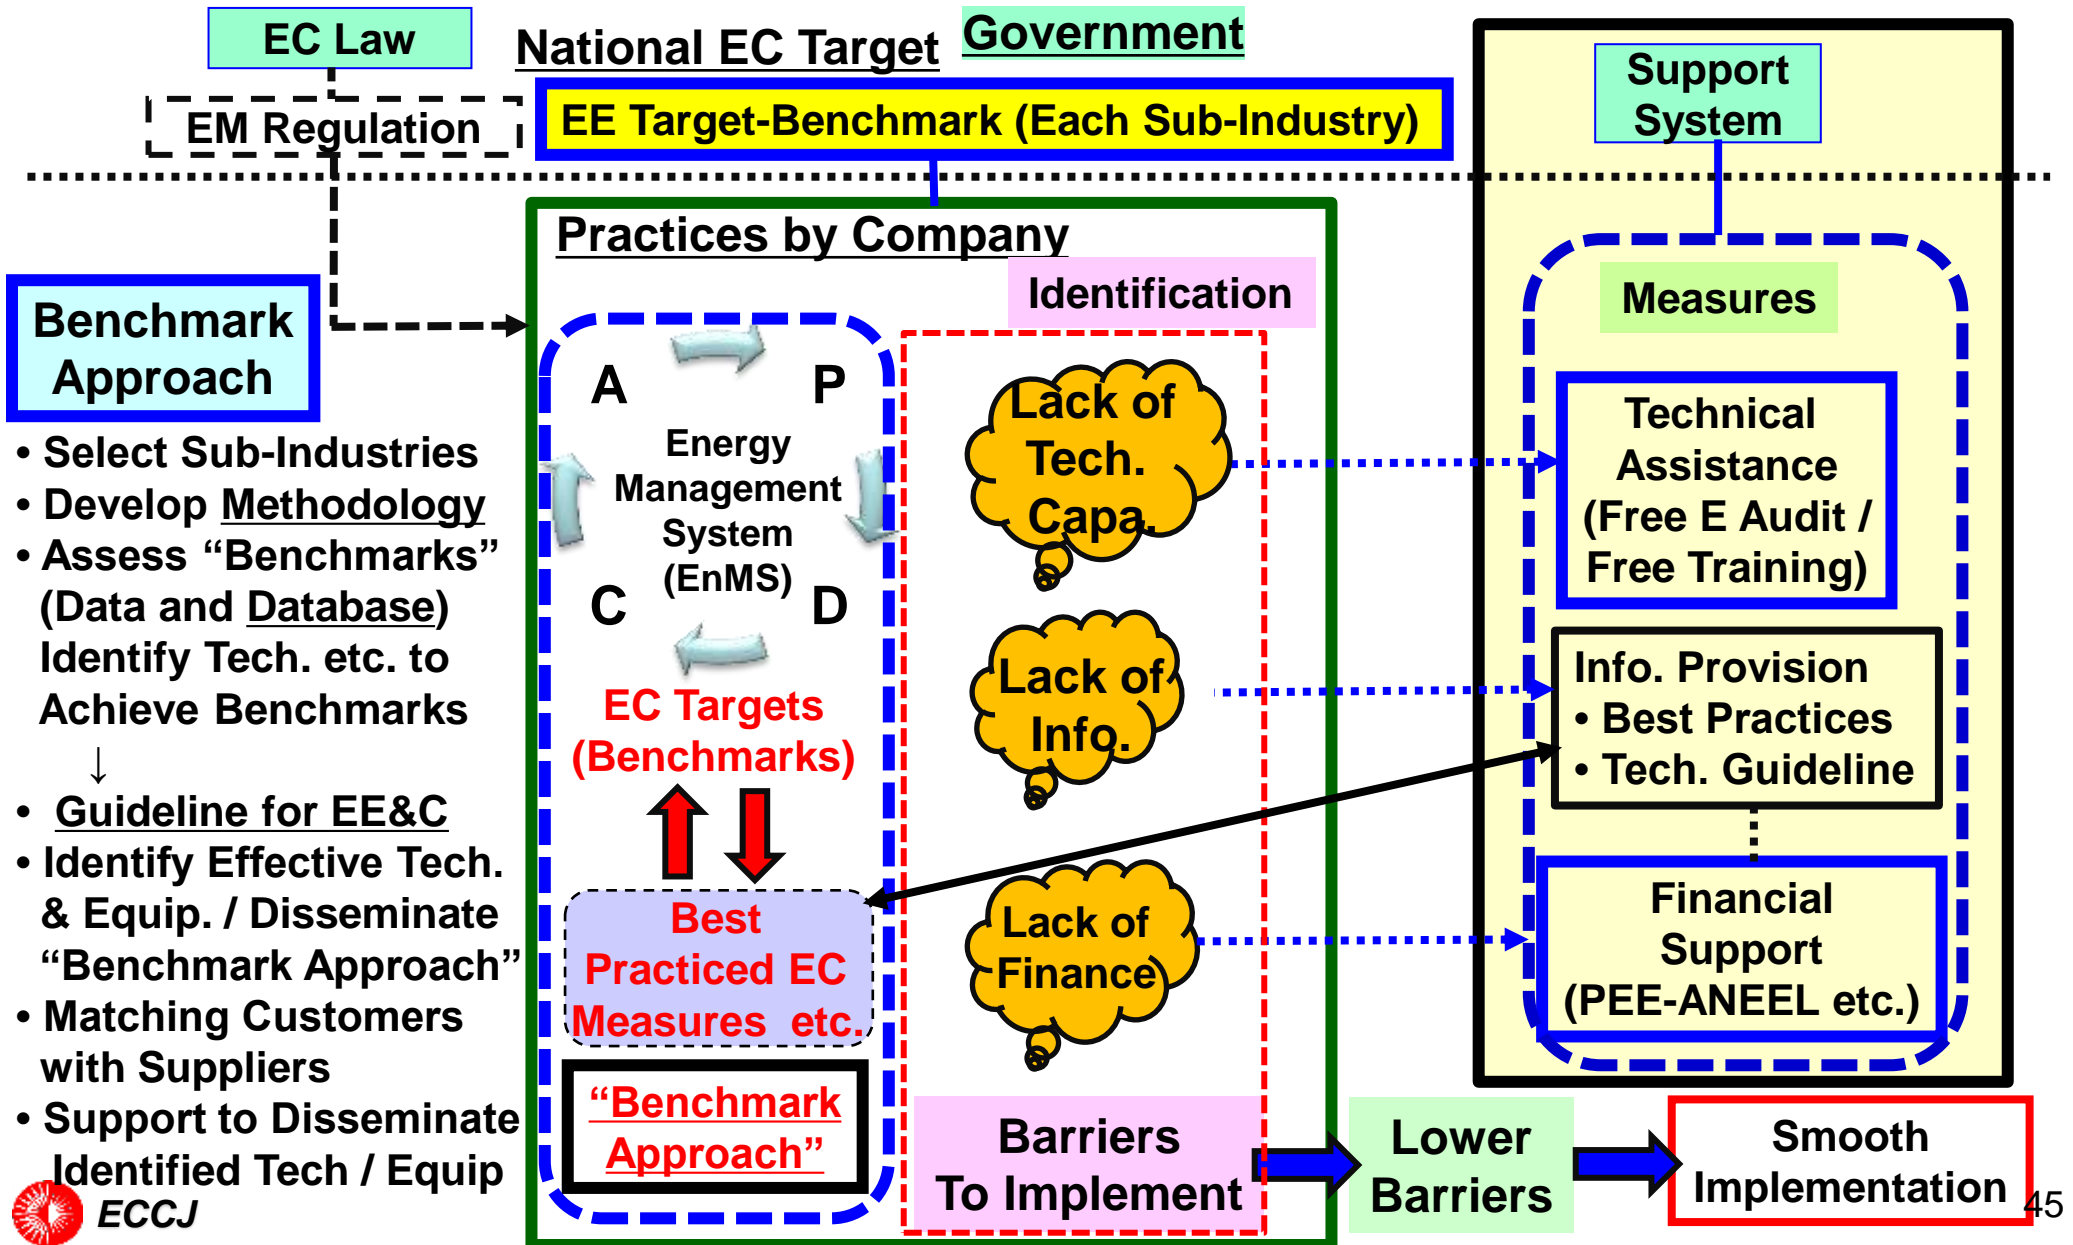 EC Law
National EC Target
Government
EM Regulation
EE Target-Benchmark (Each Sub-Industry)
Support
System
Benchmark
Approach
• Select Sub-Industries
• Develop Methodology
• Assess “Benchmarks”
(Data and Database)
Identify Tech. etc. to
Achieve Benchmarks
↓
• Guideline for EE&C
• Identify Effective Tech.
& Equip. / Disseminate
“Benchmark Approach”
• Matching Customers
with Suppliers
• Support to Disseminate
Identified Tech / Equip
ECCJ
Practices by Company
A
P
Energy
Management
System
(EnMS)
C
D
EC Targets
(Benchmarks)
Best
Practiced EC
Measures etc.
“Benchmark
Approach”
Identification
Lack of
Tech.
Capa.
Lack of
Info.
Lack of
Finance
Barriers
To Implement
Measures
Technical
Assistance
(Free E Audit /
Free Training)
Info. Provision
• Best Practices
• Tech. Guideline
Financial
Support
(PEE-ANEEL etc.)
Lower
Barriers
Smooth
Implementation
45